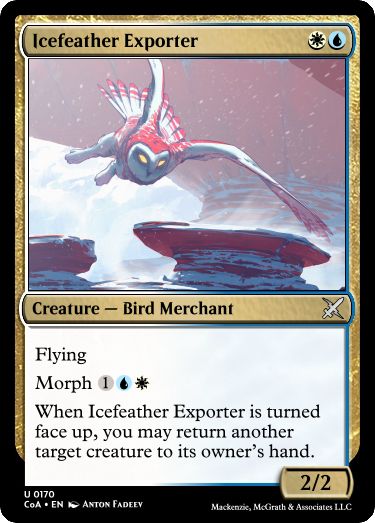 Icefeather Exporter
Creature — Bird Merchant
Flying
Morph 1
When Icefeather Exporter is turned
face up, you may return another
target creature to its owner's hand.
2/2
U 0170
CoA • EN Anton Fadeev
Mackenzie, McGrath & Associates LLC